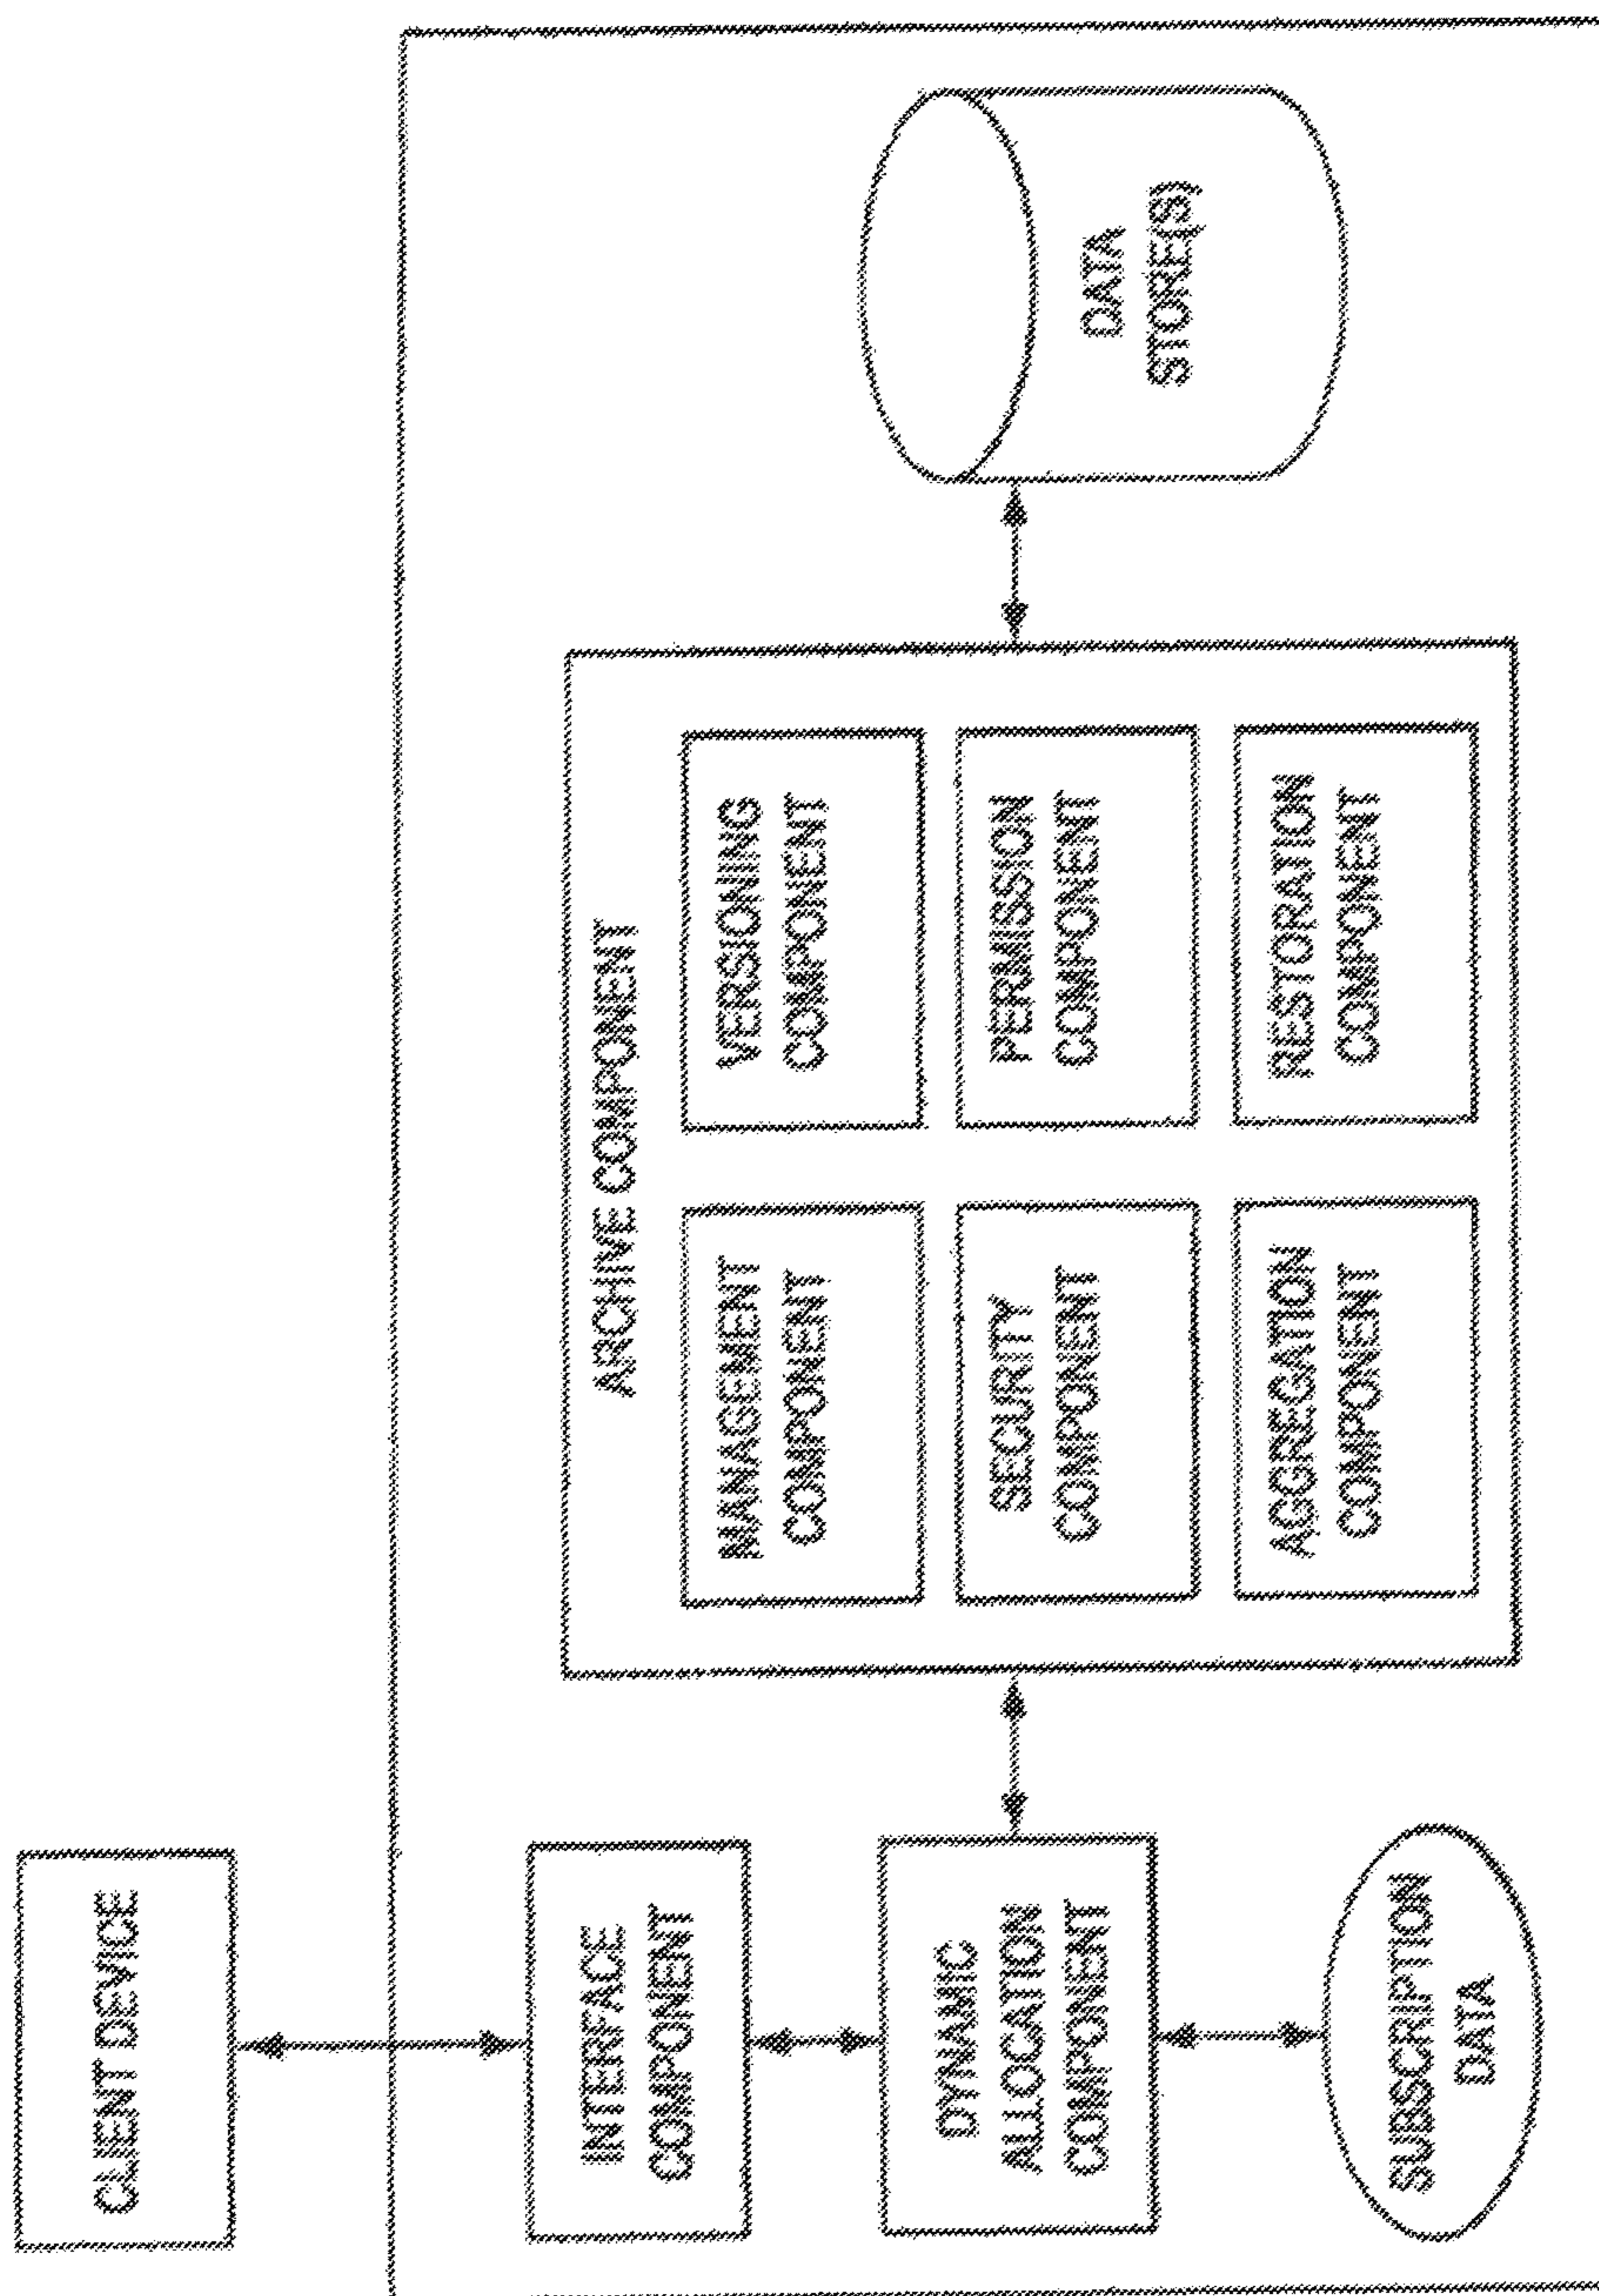 CLIENT DEVICE
INTERFACE
COMPONENT
DYNAMIC
ALLOCATION
COMPONENT
SUBSCRIPTION
DATA
ARCHIVE COMPONENT
MANAGEMENT
COMPONENT
VERSIONING
COMPONENT
SECURITY
COMPONENT
PERMISSION
COMPONENT
AGGREGATION
COMPONENT
RESTORATION
COMPONENT
DATA
STORE(S)